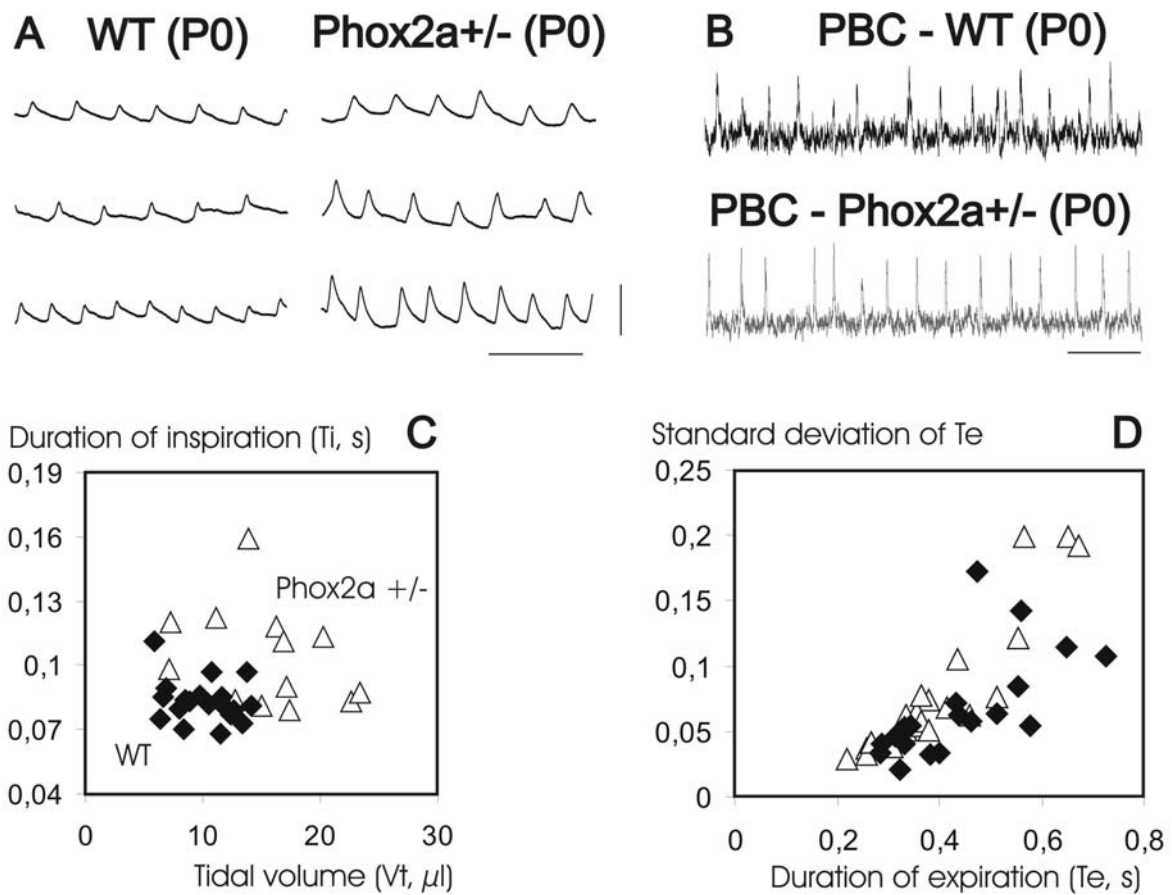 A WT (P0) Phox2a+/- (P0)
B PBC - WT (P0)
PBC - Phox2a+/- (P0)
Duration of inspiration (Ti, s) C
0,19
0,16
0,13
0,1
0,07
0,04
Phox2a +/-
WT
0 10 20 30
Tidal volume (Vt, μl)
Standard deviation of Te D
0,25
0,2
0,15
0,1
0,05
0
0 0,2 0,4 0,6 0,8
Duration of expiration (Te, s)